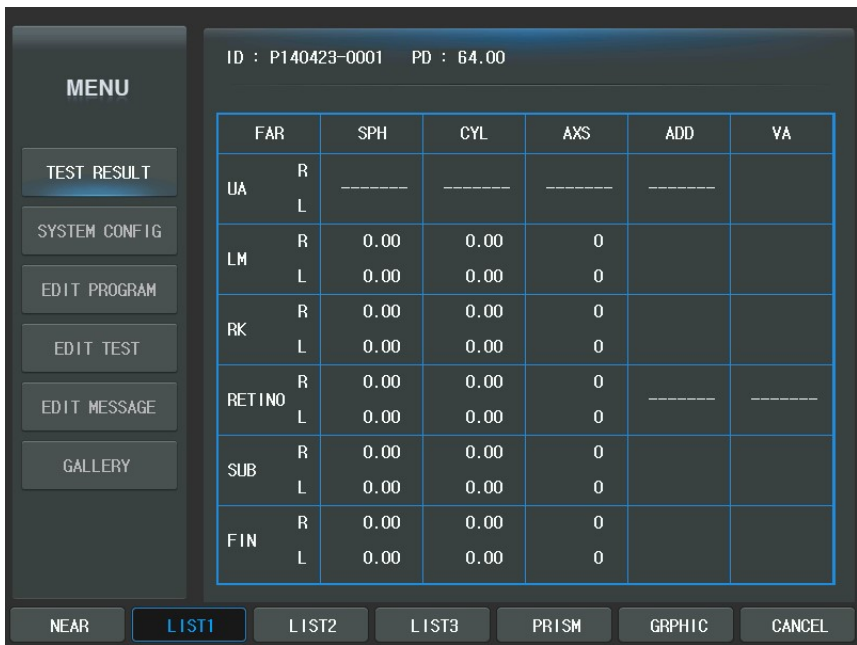 MENU
TEST RESULT
SYSTEM CONFIG
EDIT PROGRAM
EDIT TEST
EDIT MESSAGE
GALLERY
ID : P140423-0001 PD : 64.00
FAR SPH CYL AXS ADD VA
UA R ------- ------- ------- -------
L
LM R 0.00 0.00 0
L 0.00 0.00 0
RK R 0.00 0.00 0
L 0.00 0.00 0
RETINO R 0.00 0.00 0 ------- -------
L 0.00 0.00 0
SUB R 0.00 0.00 0
L 0.00 0.00 0
FIN R 0.00 0.00 0
L 0.00 0.00 0
NEAR LIST1 LIST2 LIST3 PRISM GRPHIC CANCEL